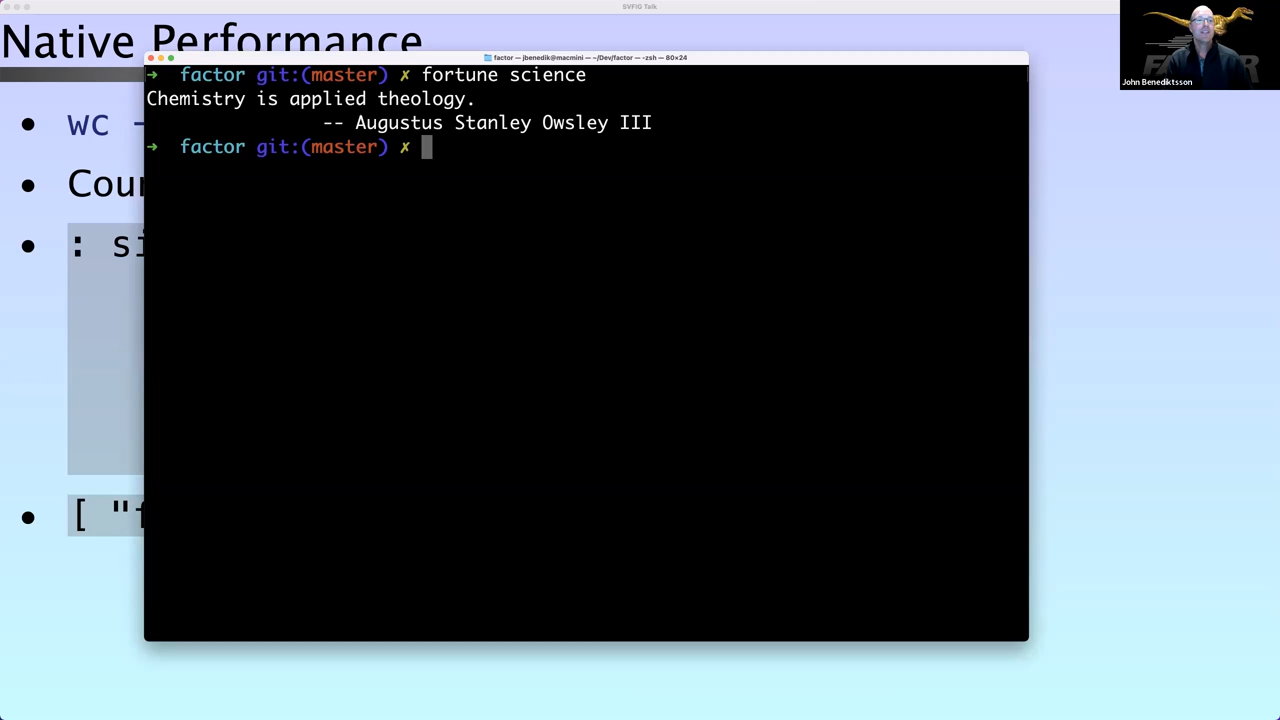 SVFIG Talk
Native Performance
factor — jbenedik@macmini — ~/Dev/factor — -zsh — 80×24
➜ factor git:(master) ✗ fortune science
Chemistry is applied theology.
-- Augustus Stanley Owsley III
➜ factor git:(master) ✗
• wc -
• Cour
• : si
• [ "f
John Benediktsson